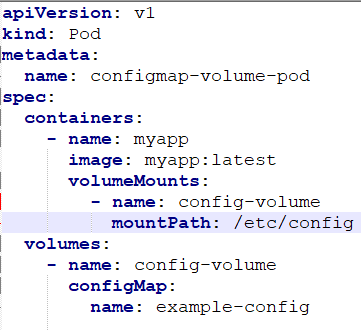 apiVersion: v1
kind: Pod
metadata:
  name: configmap-volume-pod
spec:
  containers:
    - name: myapp
      image: myapp:latest
      volumeMounts:
        - name: config-volume
          mountPath: /etc/config
  volumes:
    - name: config-volume
      configMap:
        name: example-config